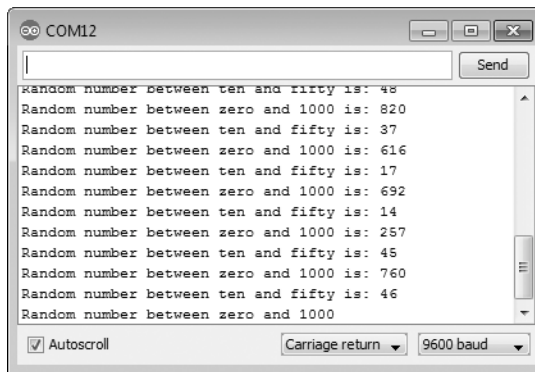 COM12
Send
Random number between ten and fifty is: 48
Random number between zero and 1000 is: 820
Random number between ten and fifty is: 37
Random number between zero and 1000 is: 616
Random number between ten and fifty is: 17
Random number between zero and 1000 is: 692
Random number between ten and fifty is: 14
Random number between zero and 1000 is: 257
Random number between ten and fifty is: 45
Random number between zero and 1000 is: 760
Random number between ten and fifty is: 46
Random number between zero and 1000
Autoscroll
Carriage return
9600 baud